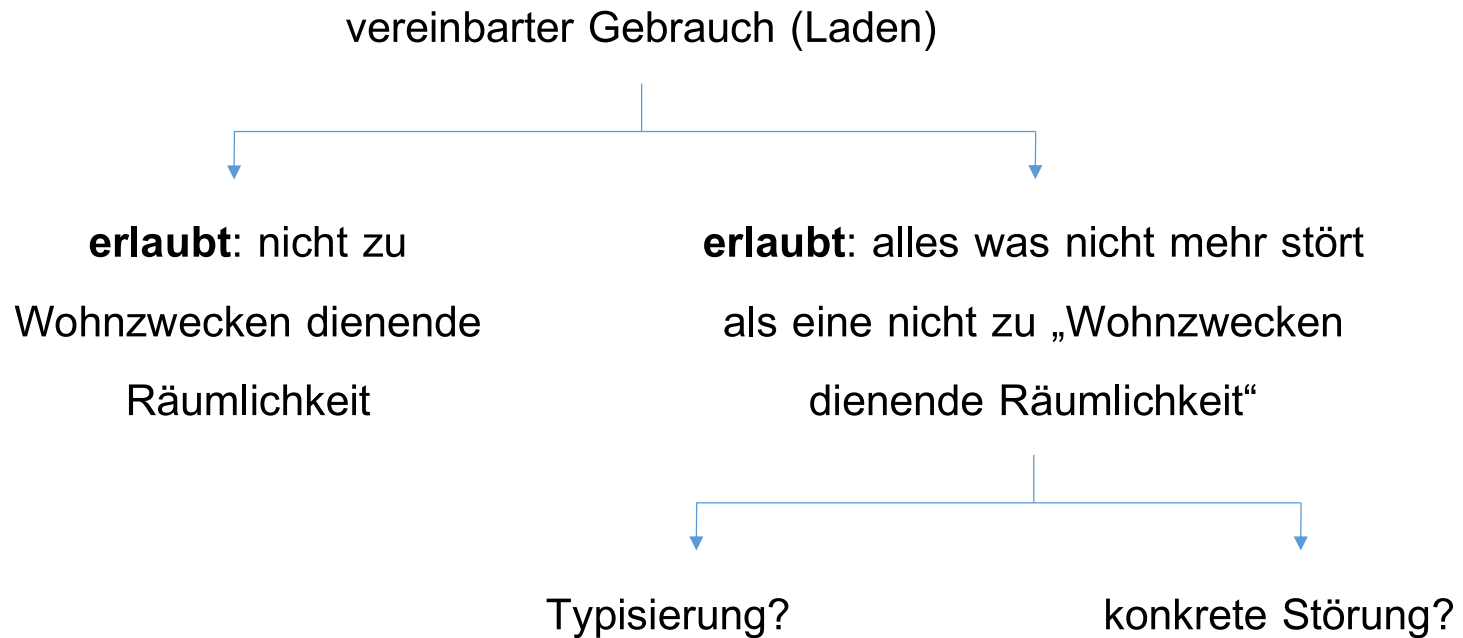 vereinbarter Gebrauch (Laden)
erlaubt: nicht zu
Wohnzwecken dienende
Räumlichkeit
erlaubt: alles was nicht mehr stört
als eine nicht zu „Wohnzwecken
dienende Räumlichkeit“
Typisierung?
konkrete Störung?